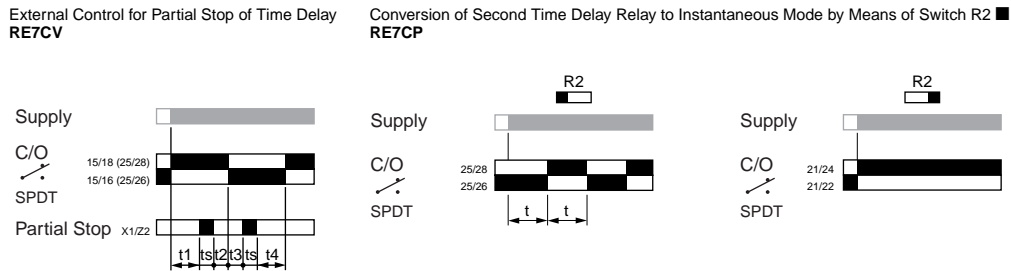 External Control for Partial Stop of Time Delay
RE7CV
Supply
C/O
15/18 (25/28)
15/16 (25/26)
SPDT
Partial Stop X1/Z2
t1 ts t2 t3 ts t4
Conversion of Second Time Delay Relay to Instantaneous Mode by Means of Switch R2 ■
RE7CP
R2
Supply
C/O
25/28
25/26
SPDT
t t
R2
Supply
C/O
21/24
21/22
SPDT